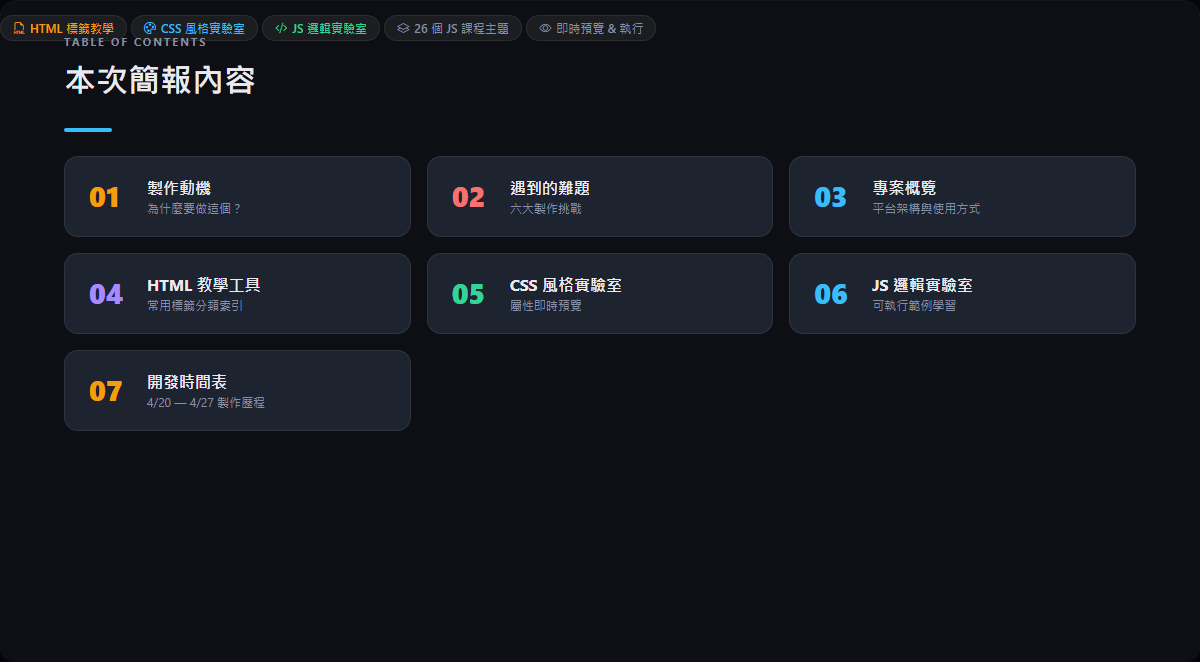 HTML 標籤教學
CSS 風格實驗室
JS 邏輯實驗室
26 個 JS 課程主題
即時預覽 & 執行
TABLE OF CONTENTS
本次簡報內容
01
製作動機
為什麼要做這個？
02
遇到的難題
六大製作挑戰
03
專案概覽
平台架構與使用方式
04
HTML 教學工具
常用標籤分類索引
05
CSS 風格實驗室
屬性即時預覽
06
JS 邏輯實驗室
可執行範例學習
07
開發時間表
4/20 — 4/27 製作歷程